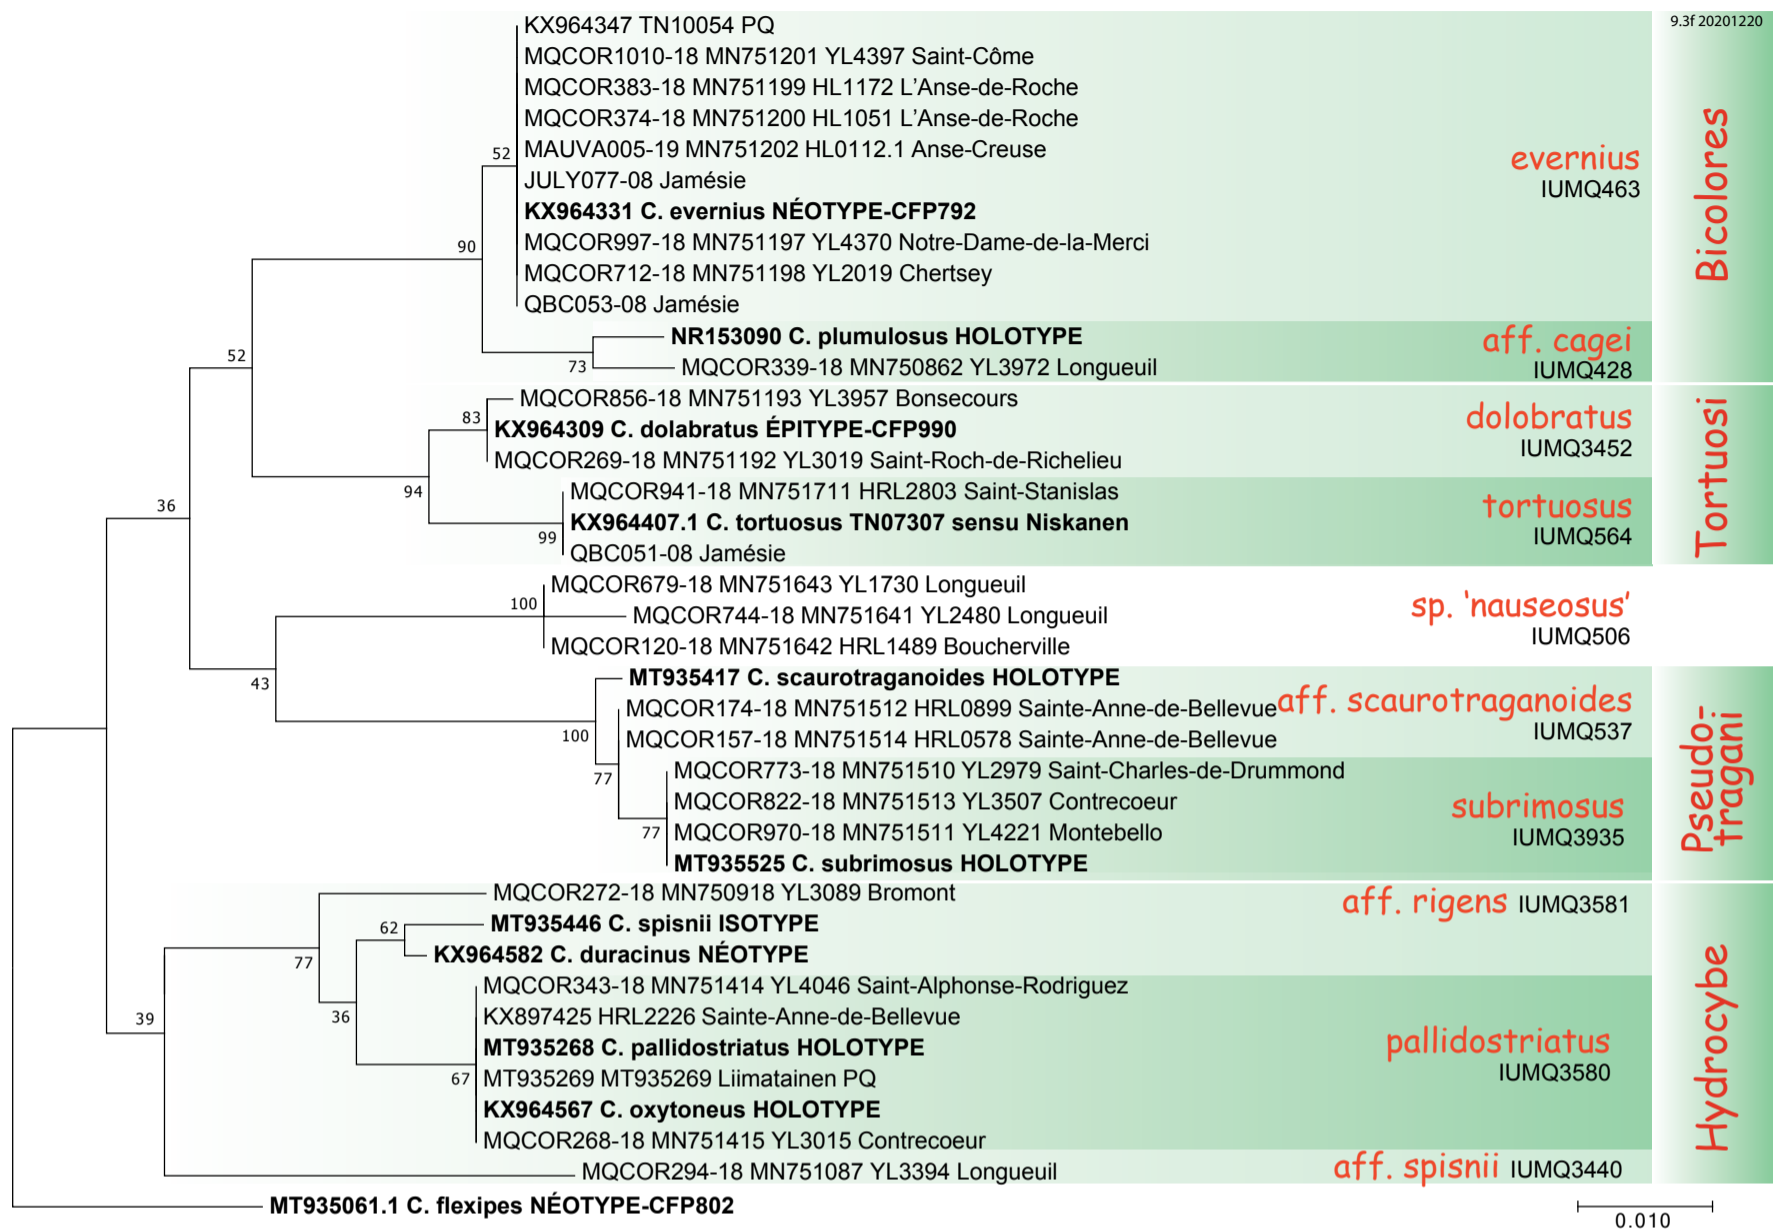 KX964347 TN10054 PQ
9.3f 20201220
MQCOR1010-18 MN751201 YL4397 Saint-Côme
MQCOR383-18 MN751199 HL1172 L’Anse-de-Roche
MQCOR374-18 MN751200 HL1051 L’Anse-de-Roche
52
MAUVA005-19 MN751202 HL0112.1 Anse-Creuse
evernius
JULY077-08 Jamésie
IUMQ463
Bicolores
KX964331 C. evernius NÉOTYPE-CFP792
90
MQCOR997-18 MN751197 YL4370 Notre-Dame-de-la-Merci
MQCOR712-18 MN751198 YL2019 Chertsey
QBC053-08 Jamésie
NR153090 C. plumulosus HOLOTYPE
aff. cagei
52
73
MQCOR339-18 MN750862 YL3972 Longueuil
IUMQ428
MQCOR856-18 MN751193 YL3957 Bonsecours
83
dolobratus
KX964309 C. dolabratus ÉPITYPE-CFP990
IUMQ3452
MQCOR269-18 MN751192 YL3019 Saint-Roch-de-Richelieu
Tortuosi
94
MQCOR941-18 MN751711 HRL2803 Saint-Stanislas
tortuosus
36
KX964407.1 C. tortuosus TN07307 sensu Niskanen
IUMQ564
99
QBC051-08 Jamésie
MQCOR679-18 MN751643 YL1730 Longueuil
100
sp. ‘nauseosus’
MQCOR744-18 MN751641 YL2480 Longueuil
IUMQ506
MQCOR120-18 MN751642 HRL1489 Boucherville
43
MT935417 C. scaurotraganoides HOLOTYPE
MQCOR174-18 MN751512 HRL0899 Sainte-Anne-de-Bellevue
aff. scaurotraganoides
100
MQCOR157-18 MN751514 HRL0578 Sainte-Anne-de-Bellevue
IUMQ537
Pseudo-
tragani
77
MQCOR773-18 MN751510 YL2979 Saint-Charles-de-Drummond
MQCOR822-18 MN751513 YL3507 Contrecoeur
subrimosus
77
MQCOR970-18 MN751511 YL4221 Montebello
IUMQ3935
MT935525 C. subrimosus HOLOTYPE
MQCOR272-18 MN750918 YL3089 Bromont
aff. rigens IUMQ3581
62
MT935446 C. spisnii ISOTYPE
77
KX964582 C. duracinus NÉOTYPE
MQCOR343-18 MN751414 YL4046 Saint-Alphonse-Rodriguez
39
36
KX897425 HRL2226 Sainte-Anne-de-Bellevue
Hydrocybe
MT935268 C. pallidostriatus HOLOTYPE
pallidostriatus
67
MT935269 MT935269 Liimatainen PQ
IUMQ3580
KX964567 C. oxytoneus HOLOTYPE
MQCOR268-18 MN751415 YL3015 Contrecoeur
MQCOR294-18 MN751087 YL3394 Longueuil
aff. spisnii IUMQ3440
MT935061.1 C. flexipes NÉOTYPE-CFP802
0.010